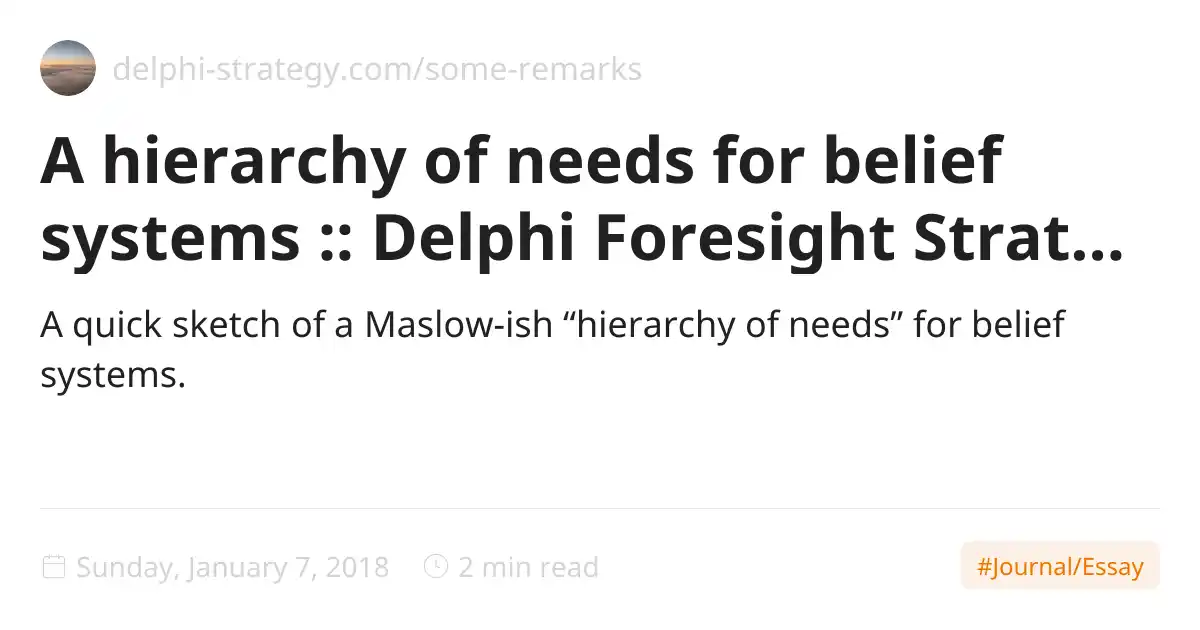 delphi-strategy.com/some-remarks
A hierarchy of needs for belief
systems :: Delphi Foresight Strat...
A quick sketch of a Maslow-ish “hierarchy of needs” for belief
systems.
Sunday, January 7, 2018 2 min read #Journal/Essay